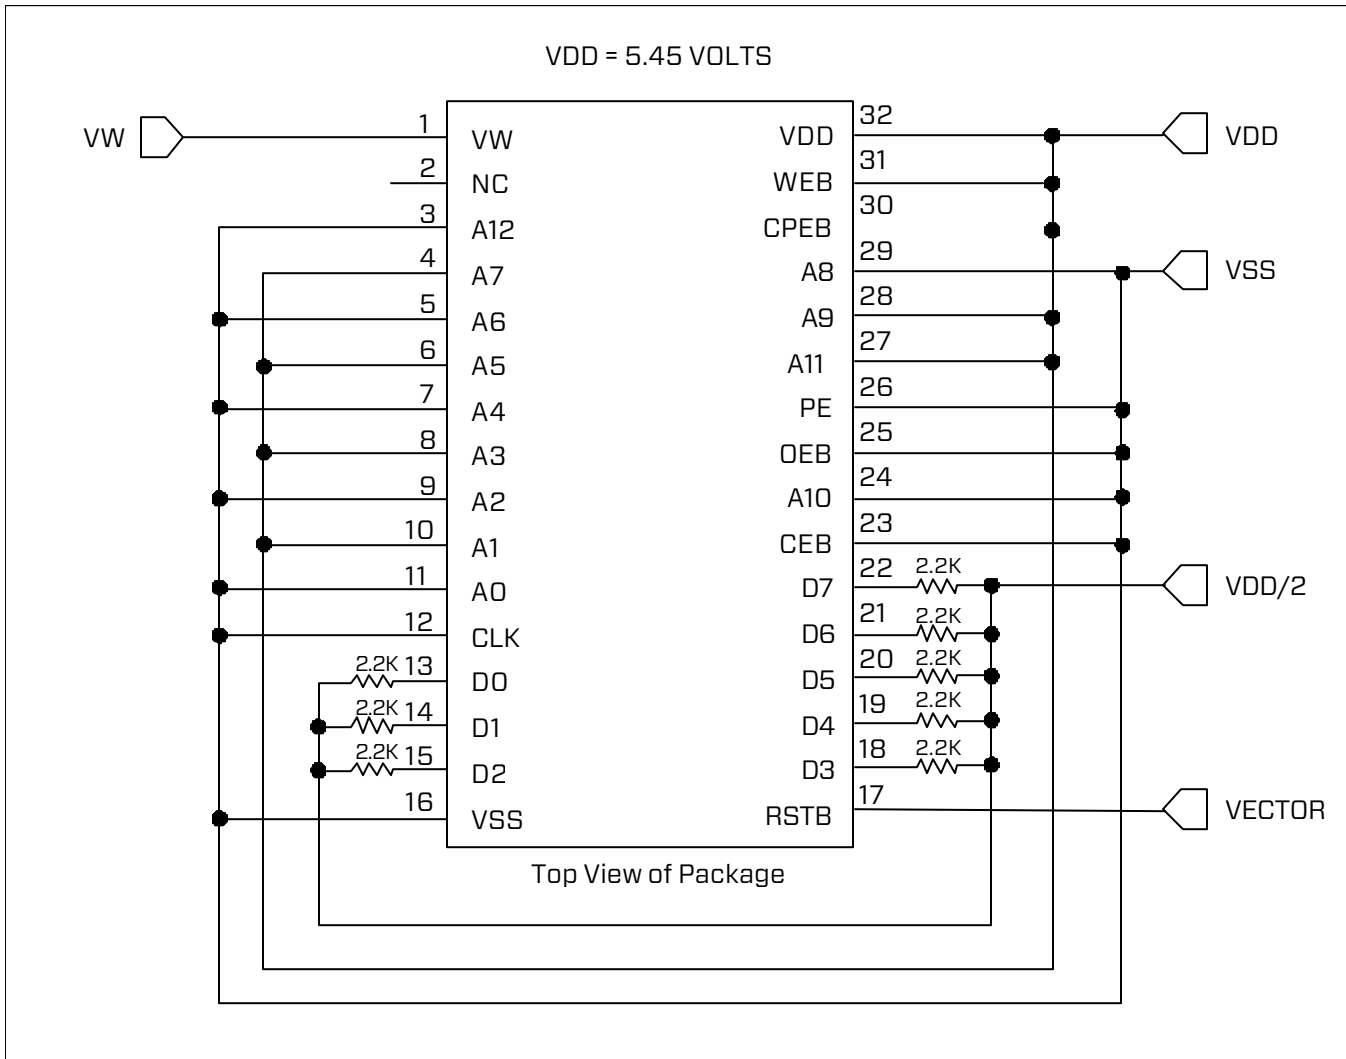 VDD = 5.45 VOLTS
VW
1
VW
2
NC
3
A12
4
A7
5
A6
6
A5
7
A4
8
A3
9
A2
10
A1
11
A0
12
CLK
2.2K
13
D0
2.2K
14
D1
2.2K
15
D2
16
VSS
32
VDD
VDD
31
WEB
30
CPEB
29
A8
VSS
28
A9
27
A11
26
PE
25
OEB
24
A10
23
CEB
22
D7
2.2K
VDD/2
21
D6
2.2K
20
D5
2.2K
19
D4
2.2K
18
D3
2.2K
17
RSTB
VECTOR
Top View of Package